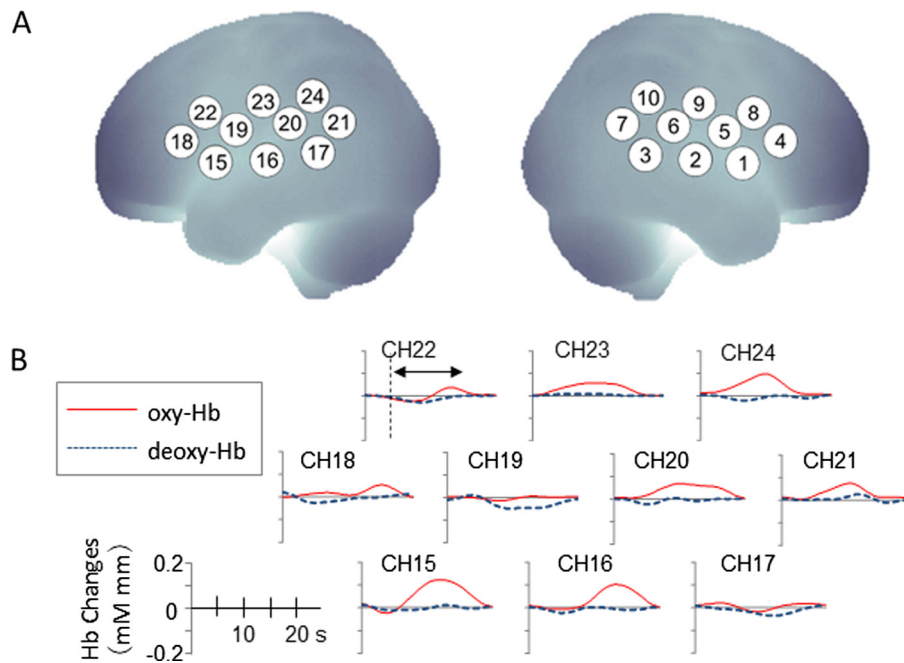 A
22 23 24
18 19 20 21
15 16 17
10 9 8
7 6 5 4
3 2 1
B
CH22 CH23 CH24
oxy-Hb
deoxy-Hb
CH18 CH19 CH20 CH21
CH15 CH16 CH17
Hb Changes
(mM mm)
0.2
0
-0.2
10 20 s